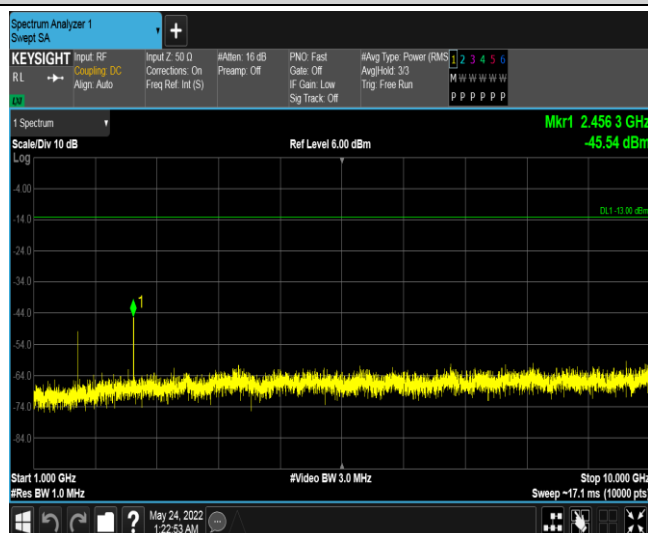 Spectrum Analyzer 1
Swept SA
+
KEYSIGHT
RL
Input: RF
Coupling: DC
Align: Auto
Input Z: 50 Ω
Corrections: On
Freq Ref: Int (S)
#Atten: 16 dB
Preamp: Off
PNO: Fast
Gate: Off
IF Gain: Low
Sig Track: Off
#Avg Type: Power (RMS
Avg|Hold: 3/3
Trig: Free Run
1 2 3 4 5 6
M W W W W W
P P P P P P
1 Spectrum
Scale/Div 10 dB
Ref Level 6.00 dBm
Mkr1 2.456 3 GHz
-45.54 dBm
Log
-4.00
DL1 -13.00 dBm
-14.0
-24.0
-34.0
1
-44.0
-54.0
-64.0
-74.0
-84.0
Start 1.000 GHz
#Video BW 3.0 MHz
Stop 10.000 GHz
#Res BW 1.0 MHz
Sweep ~17.1 ms (10000 pts)
?
May 24, 2022
1:22:53 AM